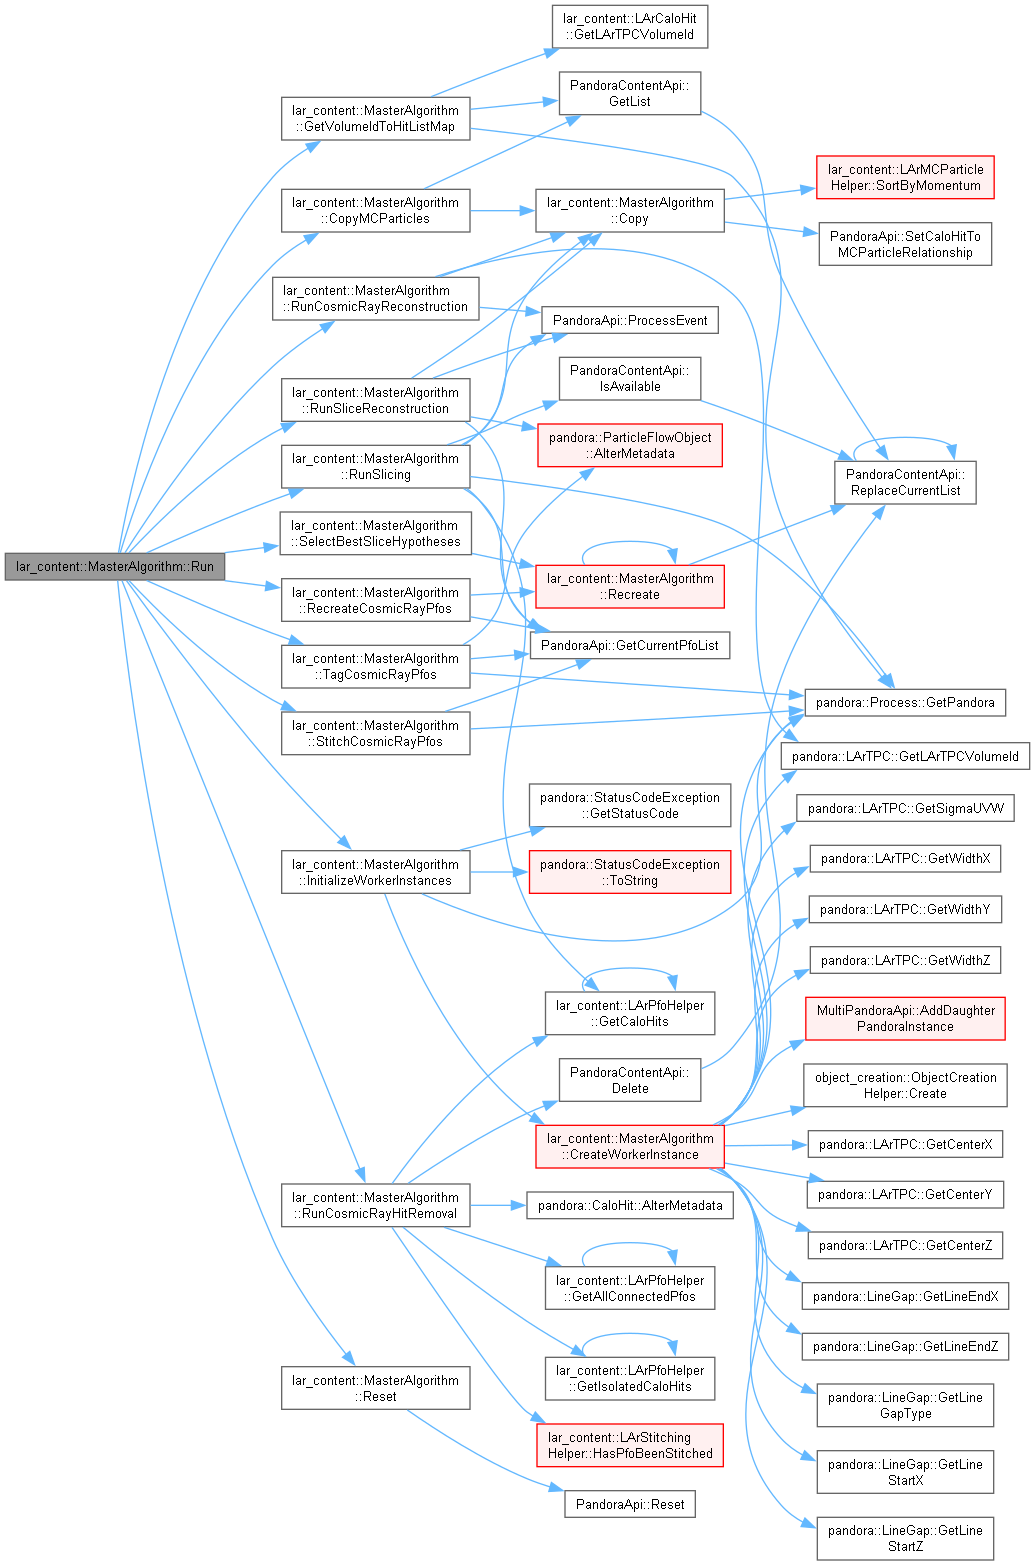 lar_content::MasterAlgorithm::Run
lar_content::MasterAlgorithm
::GetVolumeIdToHitListMap
lar_content::MasterAlgorithm
::CopyMCParticles
lar_content::MasterAlgorithm
::RunCosmicRayReconstruction
lar_content::MasterAlgorithm
::RunSliceReconstruction
lar_content::MasterAlgorithm
::RunSlicing
lar_content::MasterAlgorithm
::SelectBestSliceHypotheses
lar_content::MasterAlgorithm
::RecreateCosmicRayPfos
lar_content::MasterAlgorithm
::TagCosmicRayPfos
lar_content::MasterAlgorithm
::StitchCosmicRayPfos
lar_content::MasterAlgorithm
::InitializeWorkerInstances
lar_content::MasterAlgorithm
::RunCosmicRayHitRemoval
lar_content::MasterAlgorithm
::Reset
lar_content::LArCaloHit
::GetLArTPCVolumeId
PandoraContentApi::
GetList
lar_content::MasterAlgorithm
::Copy
PandoraApi::ProcessEvent
PandoraContentApi::
IsAvailable
pandora::ParticleFlowObject
::AlterMetadata
lar_content::MasterAlgorithm
::Recreate
PandoraApi::GetCurrentPfoList
pandora::StatusCodeException
::GetStatusCode
pandora::StatusCodeException
::ToString
lar_content::LArPfoHelper
::GetCaloHits
PandoraContentApi::
Delete
lar_content::MasterAlgorithm
::CreateWorkerInstance
pandora::CaloHit::AlterMetadata
lar_content::LArPfoHelper
::GetAllConnectedPfos
lar_content::LArPfoHelper
::GetIsolatedCaloHits
lar_content::LArStitching
Helper::HasPfoBeenStitched
PandoraApi::Reset
lar_content::LArMCParticle
Helper::SortByMomentum
PandoraApi::SetCaloHitTo
MCParticleRelationship
PandoraContentApi::
ReplaceCurrentList
pandora::Process::GetPandora
pandora::LArTPC::GetLArTPCVolumeId
pandora::LArTPC::GetSigmaUVW
pandora::LArTPC::GetWidthX
pandora::LArTPC::GetWidthY
pandora::LArTPC::GetWidthZ
MultiPandoraApi::AddDaughter
PandoraInstance
object_creation::ObjectCreation
Helper::Create
pandora::LArTPC::GetCenterX
pandora::LArTPC::GetCenterY
pandora::LArTPC::GetCenterZ
pandora::LineGap::GetLineEndX
pandora::LineGap::GetLineEndZ
pandora::LineGap::GetLine
GapType
pandora::LineGap::GetLine
StartX
pandora::LineGap::GetLine
StartZ